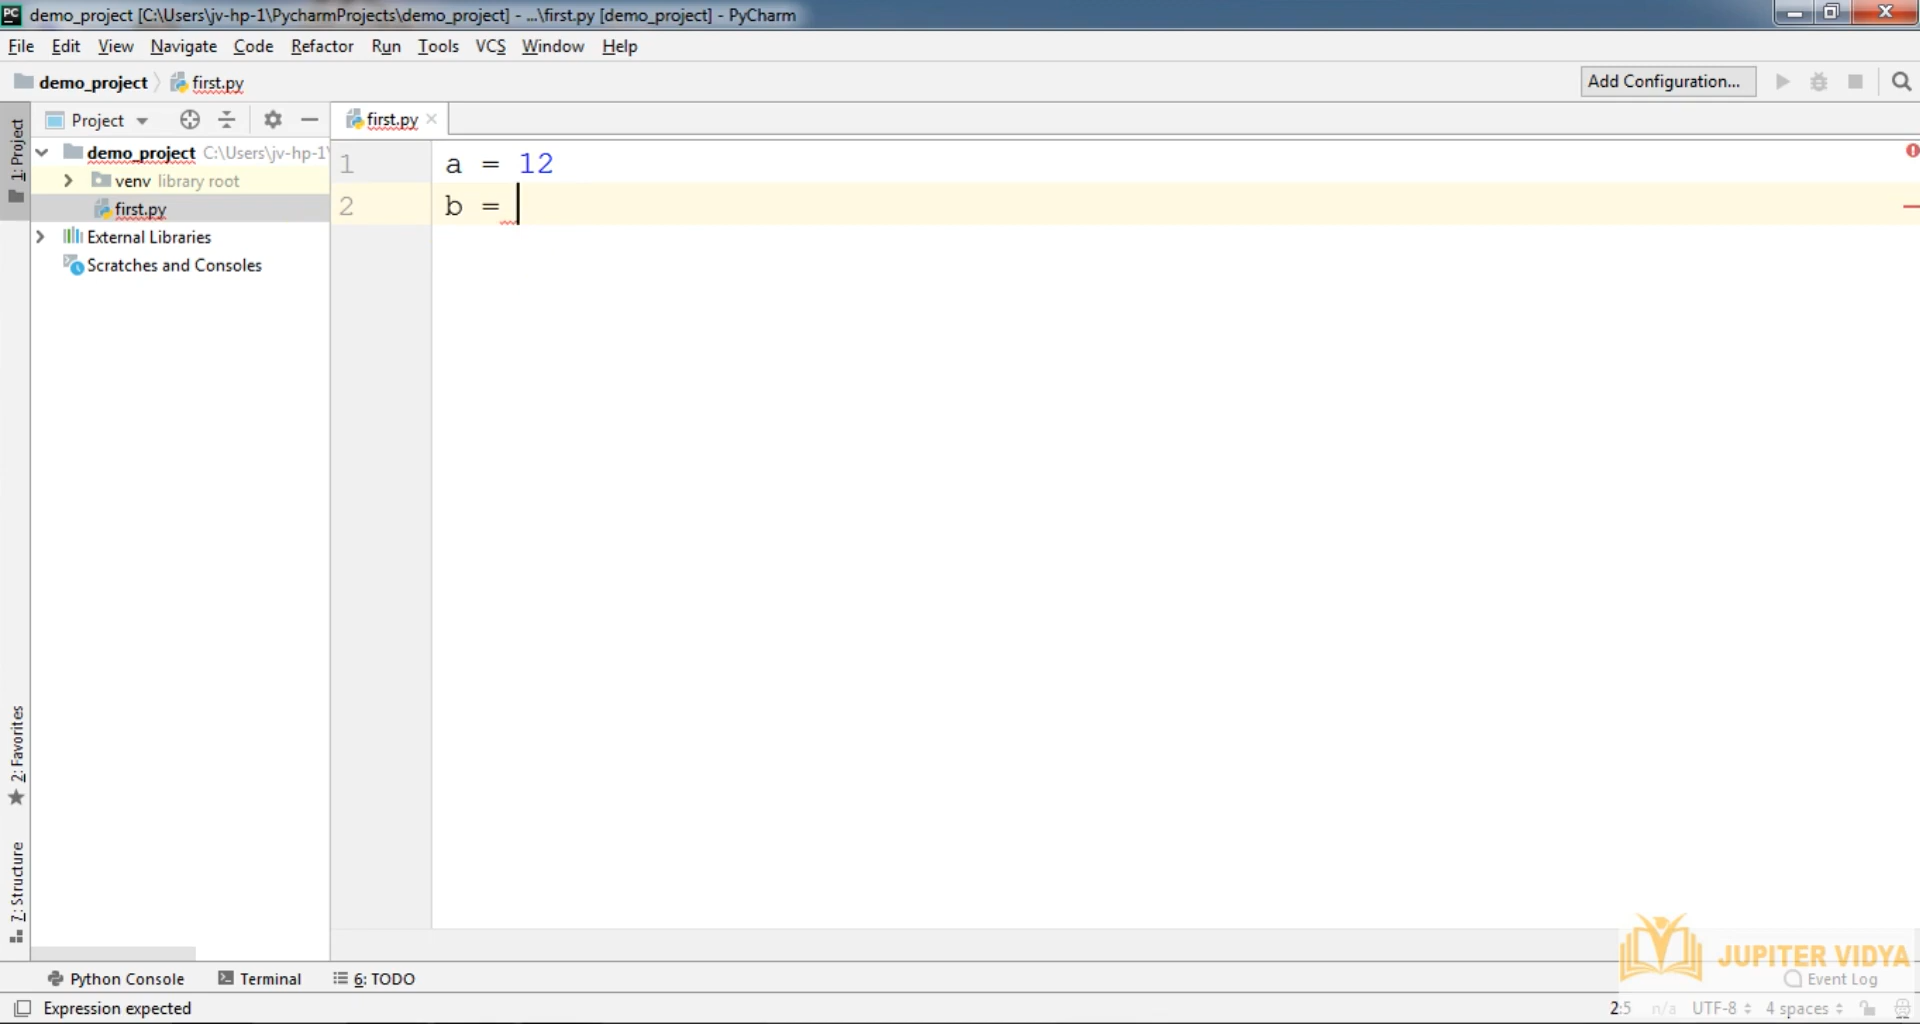 PC demo_project [C:\Users\jv-hp-1\PycharmProjects\demo_project] - ...\first.py [demo_project] - PyCharm
File Edit View Navigate Code Refactor Run Tools VCS Window Help
demo_project first.py Add Configuration...
Project first.py
1: Project
demo_project C:\Users\jv-hp-1\
venv library root
first.py
External Libraries
Scratches and Consoles
1 a = 12
2 b =
2: Favorites
7: Structure
JUPITER VIDYA
Python Console Terminal 6: TODO Event Log
Expression expected 2:5 n/a UTF-8 4 spaces